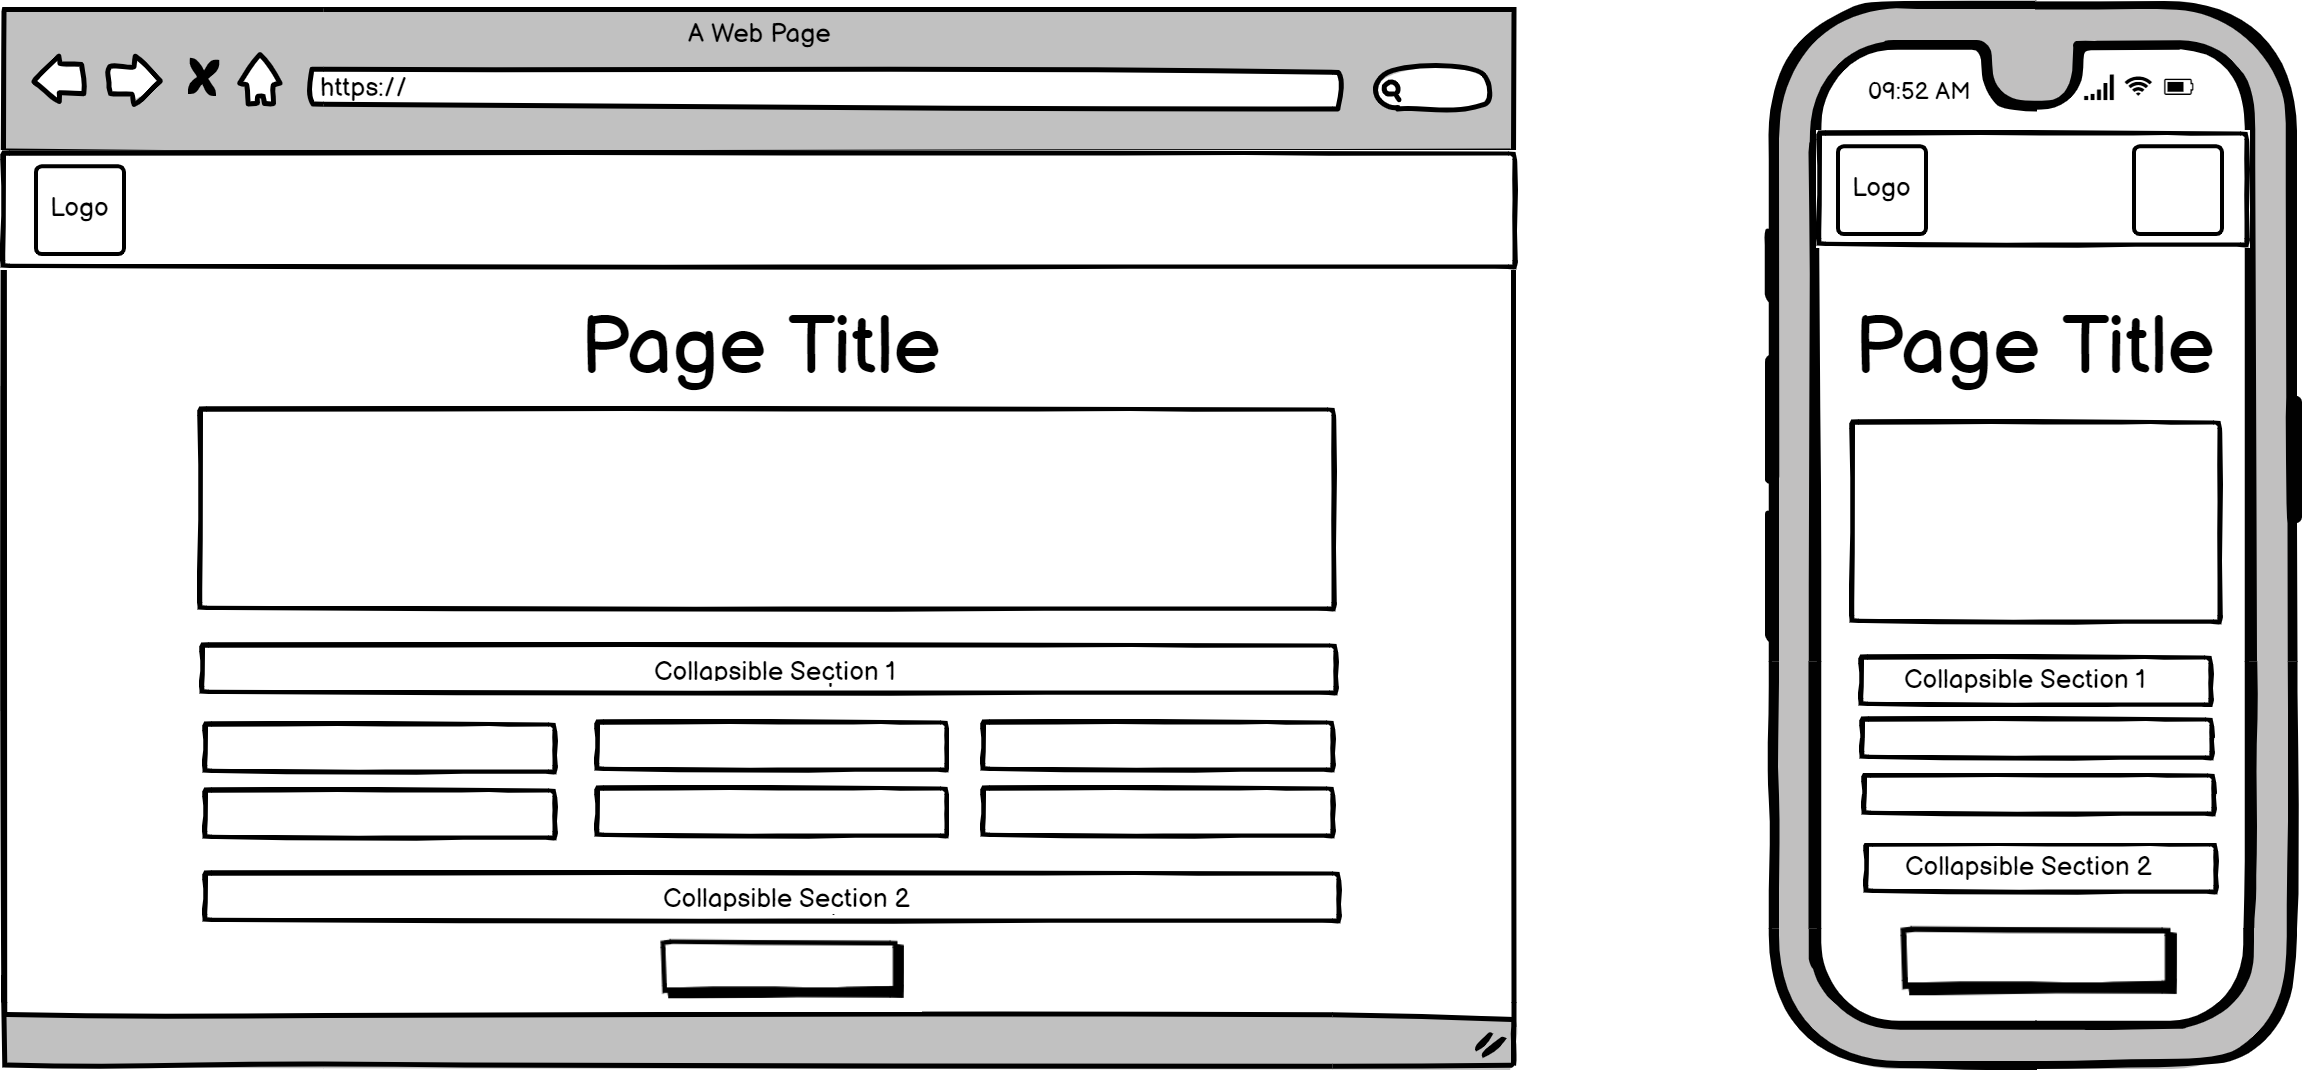 A Web Page
https://
Logo
Page Title
Collapsible Section 1
Collapsible Section 2
09:52 AM
Logo
Page Title
Collapsible Section 1
Collapsible Section 2